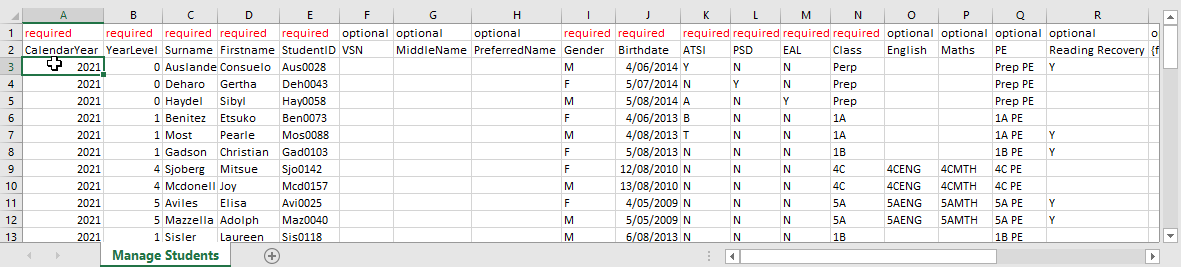 A B C D E F G H I J K L M N O P Q R
1 required required required required required optional optional optional required required required required required required optional optional optional optional
2 CalendarYear YearLevel Surname Firstname StudentID VSN MiddleName PreferredName Gender Birthdate ATSI PSD EAL Class English Maths PE Reading Recovery
3 2021 0 Auslande Consuelo Aus0028 M 4/06/2014 Y N N Perp Prep PE Y
4 2021 0 Deharo Gertha Deh0043 F 5/07/2014 N Y N Prep Prep PE
5 2021 0 Haydel Sibyl Hay0058 M 5/08/2014 A N M Prep Prep PE
6 2021 1 Benitez Etsuko Ben0073 F 4/06/2013 B N N 1A 1A PE
7 2021 1 Most Pearle Mos0088 M 4/08/2013 T N N 1A 1A PE Y
8 2021 1 Gadson Christian Gad0103 F 5/08/2013 N N N 1B 1B PE Y
9 2021 4 Sjoberg Mitsue Sjo0142 F 12/08/2010 N N N 4C 4CENG 4CMTH 4C PE
10 2021 4 Mcdonell Joy Mcd0157 M 13/08/2010 N N N 4C 4CENG 4CMTH 4C PE
11 2021 5 Aviles Elisa Avi0025 F 4/05/2009 N N N 5A 5AENG 5AMTH 5A PE Y
12 2021 5 Mazzella Adolph Maz0040 M 5/05/2009 N N N 5A 5AENG 5AMTH 5A PE Y
13 2021 1 Sisler Laureen Sis0118 M 6/08/2013 N N N 1B 1B PE
Manage Students